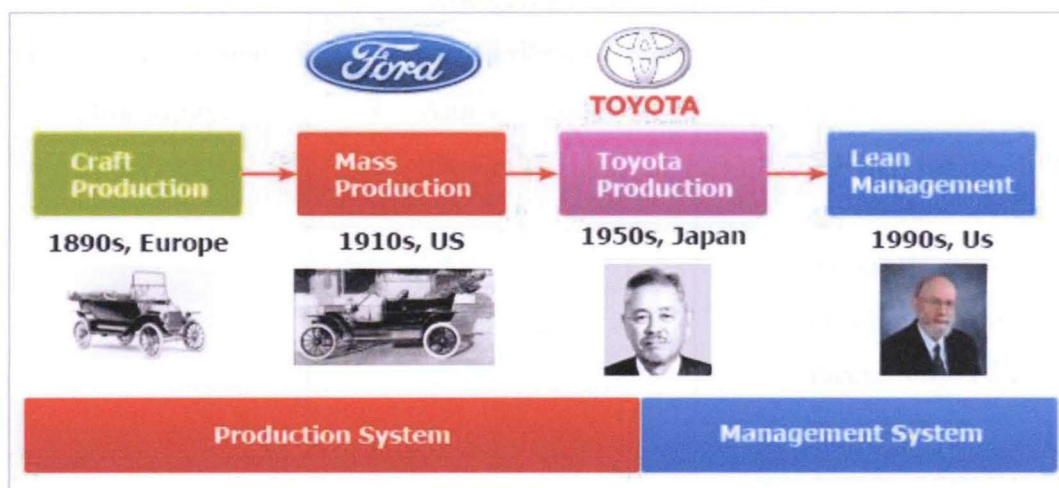 Ford
TOYOTA
Craft
Production
Mass
Production
Toyota
Production
Lean
Management
1890s, Europe
1910s, US
1950s, Japan
1990s, Us
Production System
Management System